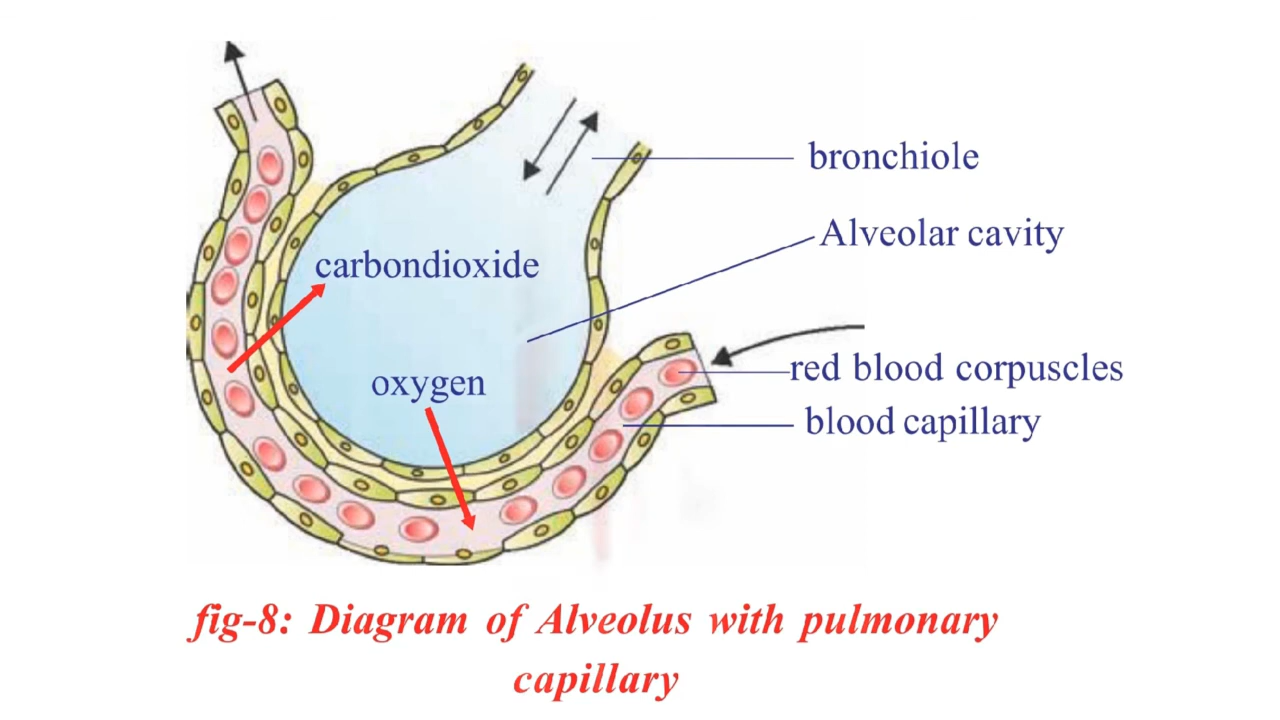 bronchiole
Alveolar cavity
carbondioxide
red blood corpuscles
oxygen
blood capillary
fig-8: Diagram of Alveolus with pulmonary
capillary